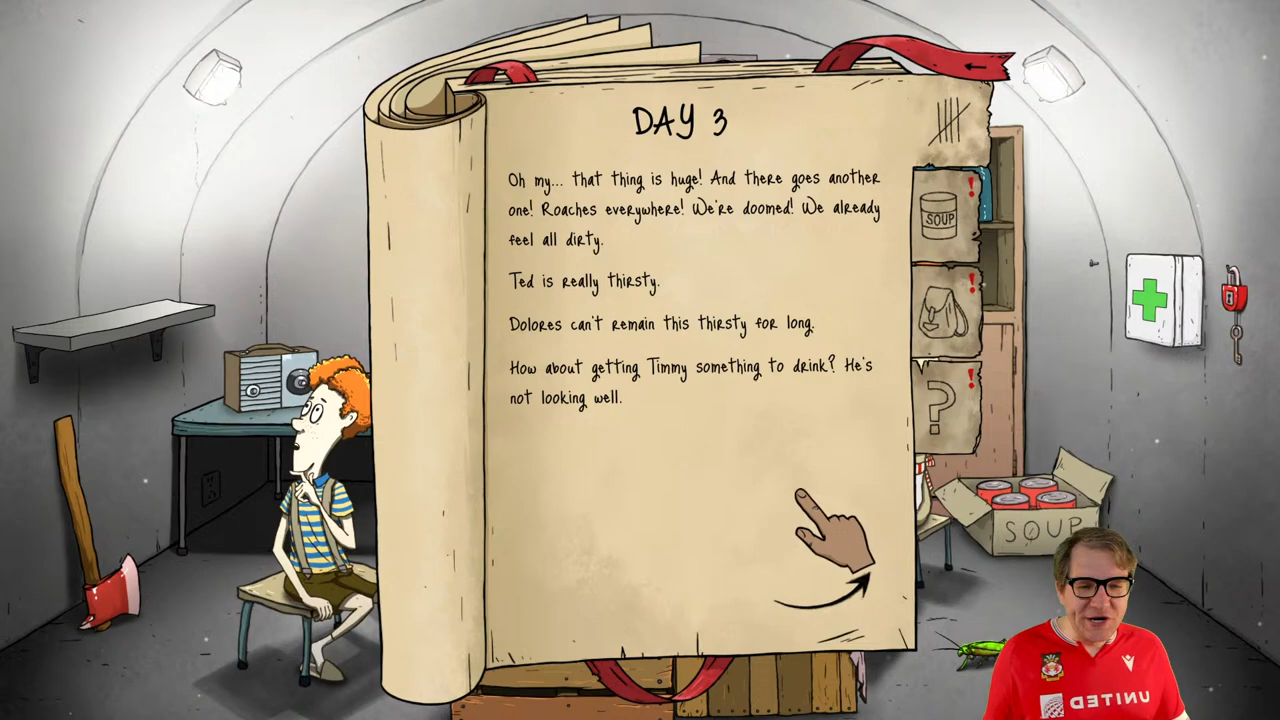 DAY 3
Oh my... that thing is huge! And there goes another
one! Roaches everywhere! We're doomed! We already
feel all dirty.
Ted is really thirsty.
Dolores can't remain this thirsty for long.
How about getting Timmy something to drink? He's
not looking well.
SOUP
!
!
?
!
SOUP
UNITED